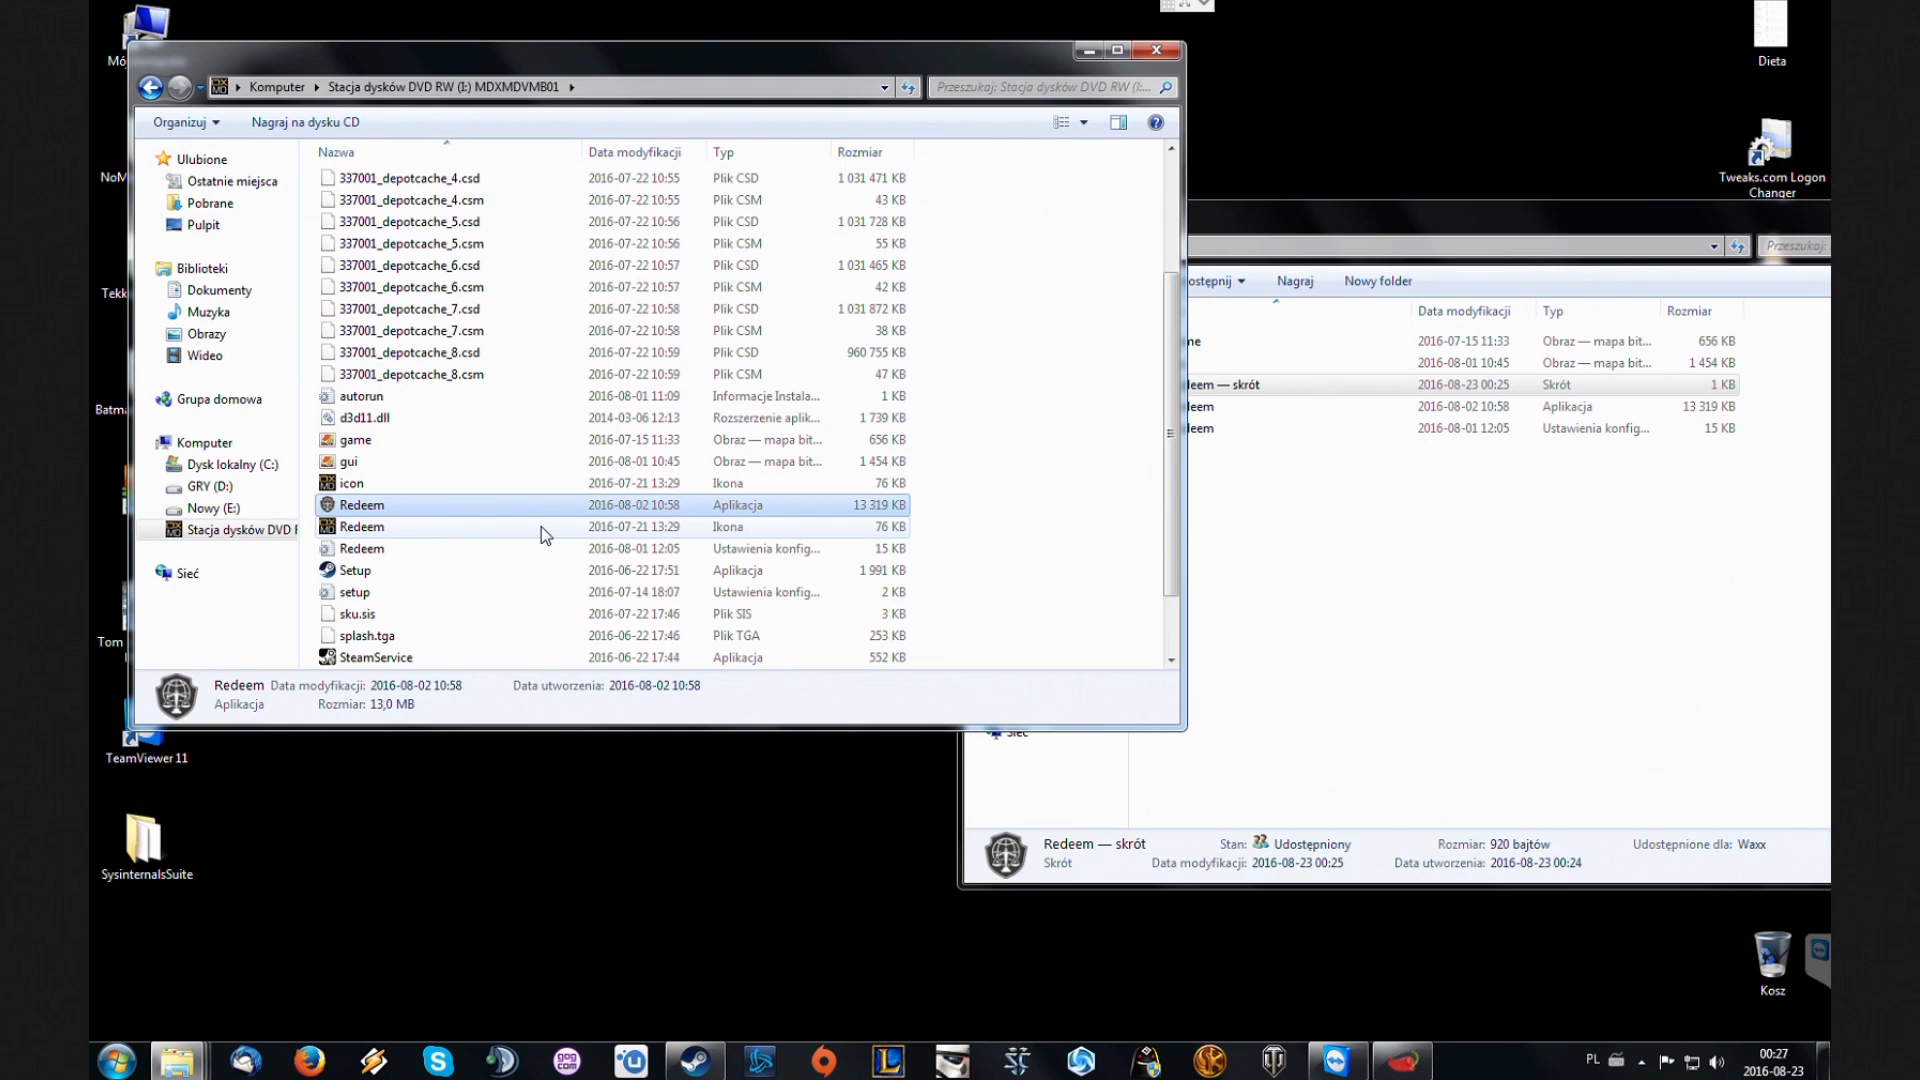 Mój
NoM
Tekk
Batma
Tom
TeamViewer 11
SysinternalsSuite
Dieta
Tweaks.com Logon
Changer
Kosz
Komputer
Stacja dysków DVD RW (I:) MDXMDVMB01
Przeszukaj: Stacja dysków DVD RW (I:...
Organizuj
Nagraj na dysku CD
Ulubione
Ostatnie miejsca
Pobrane
Pulpit
Biblioteki
Dokumenty
Muzyka
Obrazy
Wideo
Grupa domowa
Komputer
Dysk lokalny (C:)
GRY (D:)
Nowy (E:)
Stacja dysków DVD R
Sieć
Nazwa Data modyfikacji Typ Rozmiar
337001_depotcache_4.csd 2016-07-22 10:55 Plik CSD 1 031 471 KB
337001_depotcache_4.csm 2016-07-22 10:55 Plik CSM 43 KB
337001_depotcache_5.csd 2016-07-22 10:56 Plik CSD 1 031 728 KB
337001_depotcache_5.csm 2016-07-22 10:56 Plik CSM 55 KB
337001_depotcache_6.csd 2016-07-22 10:57 Plik CSD 1 031 465 KB
337001_depotcache_6.csm 2016-07-22 10:57 Plik CSM 42 KB
337001_depotcache_7.csd 2016-07-22 10:58 Plik CSD 1 031 872 KB
337001_depotcache_7.csm 2016-07-22 10:58 Plik CSM 38 KB
337001_depotcache_8.csd 2016-07-22 10:59 Plik CSD 960 755 KB
337001_depotcache_8.csm 2016-07-22 10:59 Plik CSM 47 KB
autorun 2016-08-01 11:09 Informacje Instala... 1 KB
d3d11.dll 2014-03-06 12:13 Rozszerzenie aplik... 1 739 KB
game 2016-07-15 11:33 Obraz — mapa bit... 656 KB
gui 2016-08-01 10:45 Obraz — mapa bit... 1 454 KB
icon 2016-07-21 13:29 Ikona 76 KB
Redeem 2016-08-02 10:58 Aplikacja 13 319 KB
Redeem 2016-07-21 13:29 Ikona 76 KB
Redeem 2016-08-01 12:05 Ustawienia konfig... 15 KB
Setup 2016-06-22 17:51 Aplikacja 1 991 KB
setup 2016-07-14 18:07 Ustawienia konfig... 2 KB
sku.sis 2016-07-22 17:46 Plik SIS 3 KB
splash.tga 2016-06-22 17:46 Plik TGA 253 KB
SteamService 2016-06-22 17:44 Aplikacja 552 KB
Redeem Data modyfikacji: 2016-08-02 10:58 Data utworzenia: 2016-08-02 10:58
Aplikacja Rozmiar: 13,0 MB
Przeszukaj:
ostępnij Nagraj Nowy folder
Data modyfikacji Typ Rozmiar
me 2016-07-15 11:33 Obraz — mapa bit... 656 KB
2016-08-01 10:45 Obraz — mapa bit... 1 454 KB
deem — skrót 2016-08-23 00:25 Skrót 1 KB
deem 2016-08-02 10:58 Aplikacja 13 319 KB
deem 2016-08-01 12:05 Ustawienia konfig... 15 KB
Sieć
Redeem — skrót Stan: Udostępniony Rozmiar: 920 bajtów Udostępnione dla: Waxx
Skrót Data modyfikacji: 2016-08-23 00:25 Data utworzenia: 2016-08-23 00:24
gog
com
PL
00:27
2016-08-23